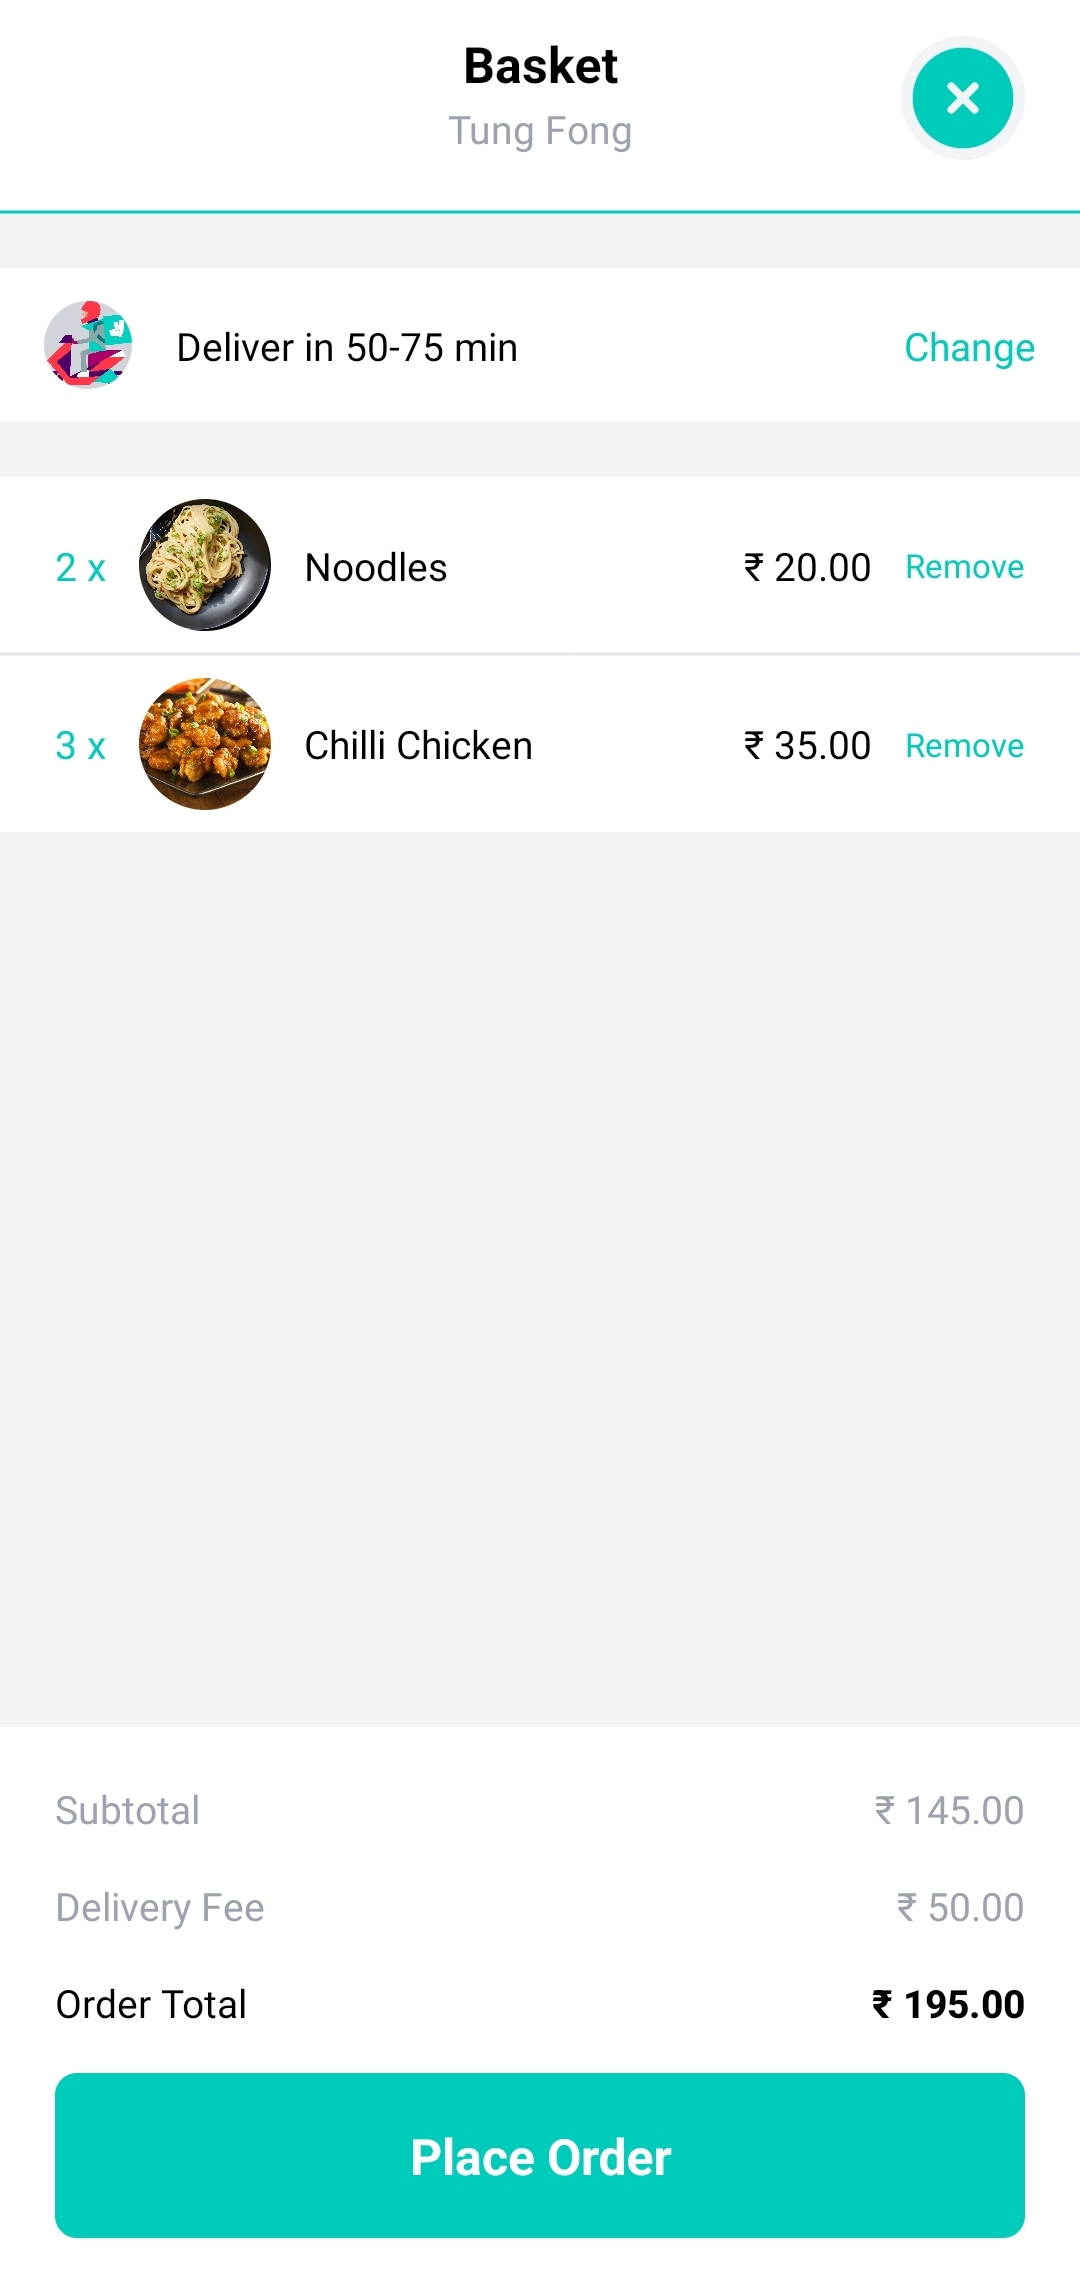 Basket
Tung Fong
Deliver in 50-75 min Change
2 x Noodles ₹ 20.00 Remove
3 x Chilli Chicken ₹ 35.00 Remove
Subtotal ₹ 145.00
Delivery Fee ₹ 50.00
Order Total ₹ 195.00
Place Order